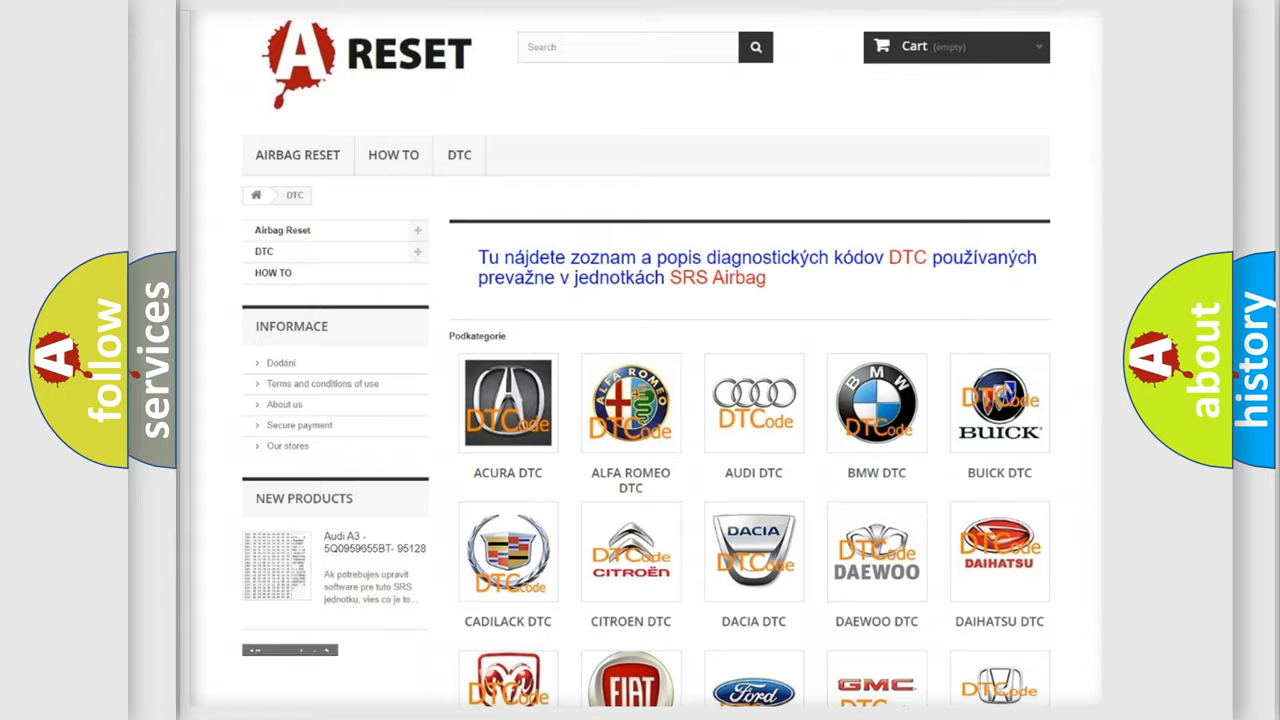 A RESET
Search
Cart (empty)
AIRBAG RESET
HOW TO
DTC
DTC
Airbag Reset
DTC
HOW TO
INFORMACE
Dodání
Terms and conditions of use
About us
Secure payment
Our stores
NEW PRODUCTS
Audi A3 -
5Q0959655BT- 95128
Ak potrebujes upravit
software pre tuto SRS
jednotku, vies co je to...
Tu nájdete zoznam a popis diagnostických kódov DTC používaných
prevažne v jednotkách SRS Airbag
Podkategorie
DTCode
ALFA ROMEO
DTCode
DTCode
BMW
DTCode
DTCode
BUICK
ACURA DTC
ALFA ROMEO
DTC
AUDI DTC
BMW DTC
BUICK DTC
DTCode
DTCode
CITROËN
DACIA
DTCode
DTCode
DAEWOO
DTCode
DAIHATSU
CADILACK DTC
CITROEN DTC
DACIA DTC
DAEWOO DTC
DAIHATSU DTC
DTCode
FIAT
Ford
GMC
DTCode
A follow
services
A about
history